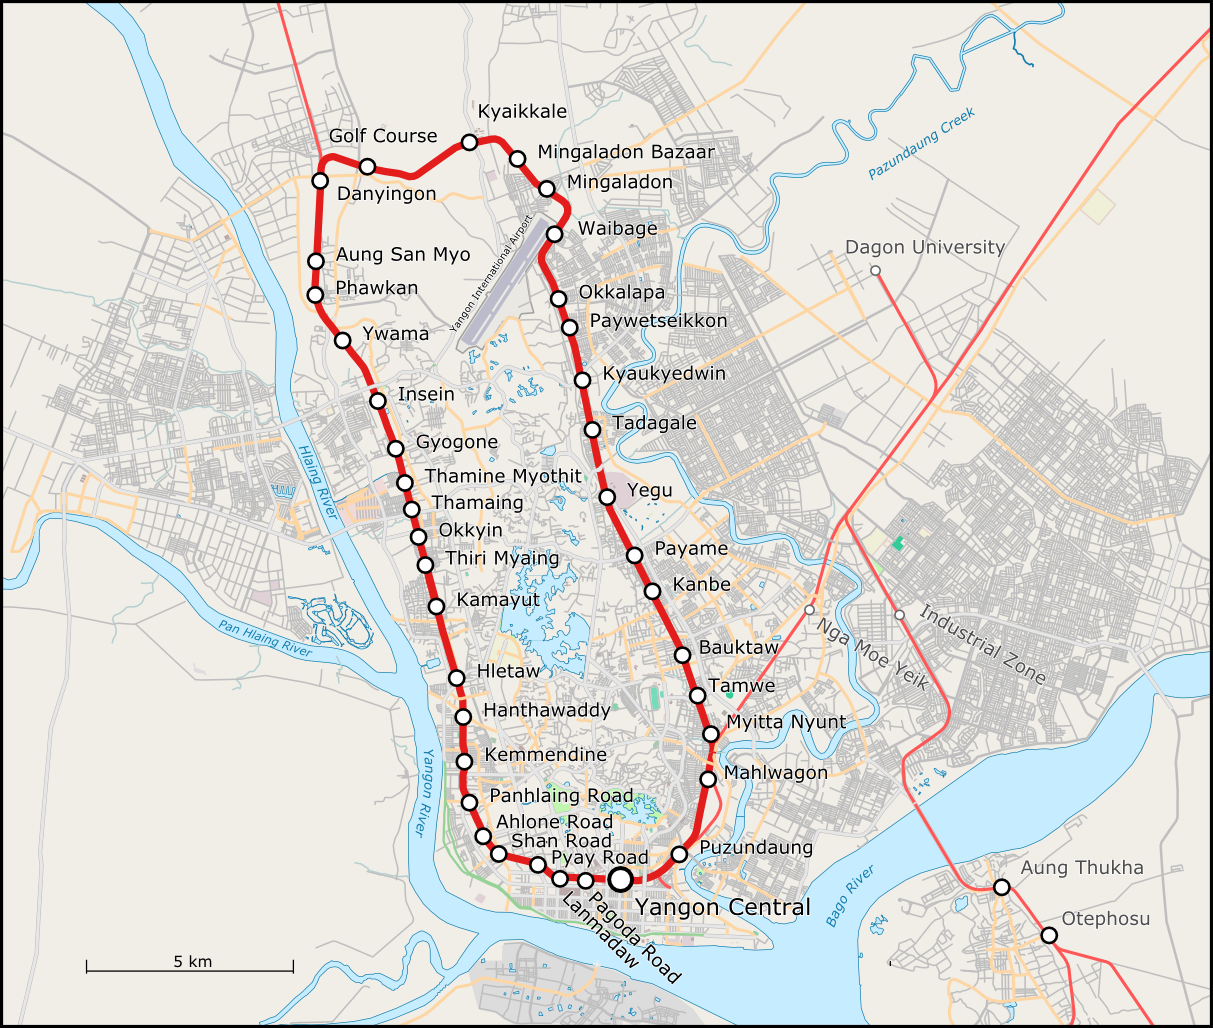 Kyaikkale
Golf Course
Mingaladon Bazaar
Danyingon
Mingaladon
Pazundaung Creek
Waibage
Yangon International Airport
Dagon University
Aung San Myo
Phawkan
Okkalapa
Paywetseikkon
Ywama
Kyaukyedwin
Insein
Tadagale
Gyogone
Hlaing River
Thamine Myothit
Yegu
Thamaing
Okkyin
Thiri Myaing
Payame
Kanbe
Kamayut
Pan Hlaing River
Nga Moe Yeik
Industrial Zone
Bauktaw
Hletaw
Tamwe
Hanthawaddy
Myitta Nyunt
Kemmendine
Mahlwagon
Yangon River
Panhlaing Road
Ahlone Road
Shan Road
Pyay Road
Puzundaung
Aung Thukha
Bago River
Yangon Central
Pagoda Road
Lanmadaw
Otephosu
5 km